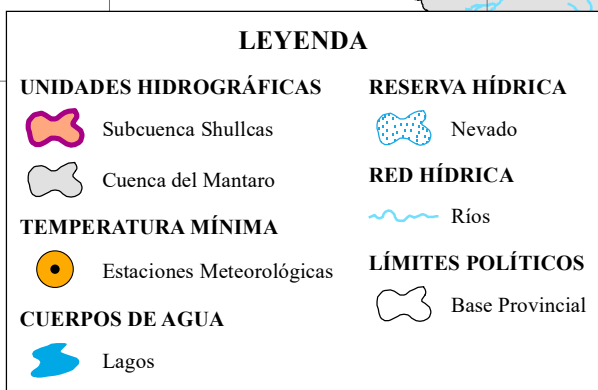 LEYENDA
UNIDADES HIDROGRÁFICAS
Subcuenca Shullcas
Cuenca del Mantaro
TEMPERATURA MÍNIMA
Estaciones Meteorológicas
CUERPOS DE AGUA
Lagos
RESERVA HÍDRICA
Nevado
RED HÍDRICA
Ríos
LÍMITES POLÍTICOS
Base Provincial